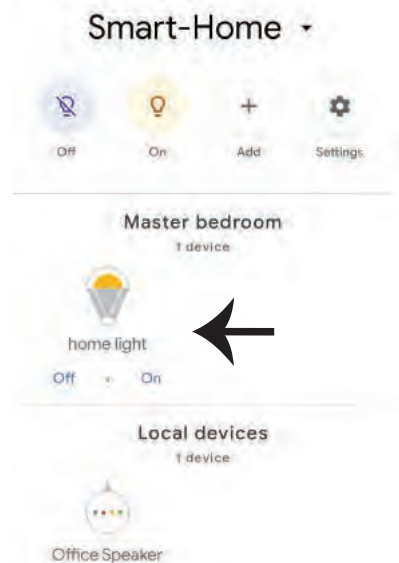 Smart-Home
Off On Add Settings
Master bedroom
1 device
home light
Off • On
Local devices
1 device
Office Speaker